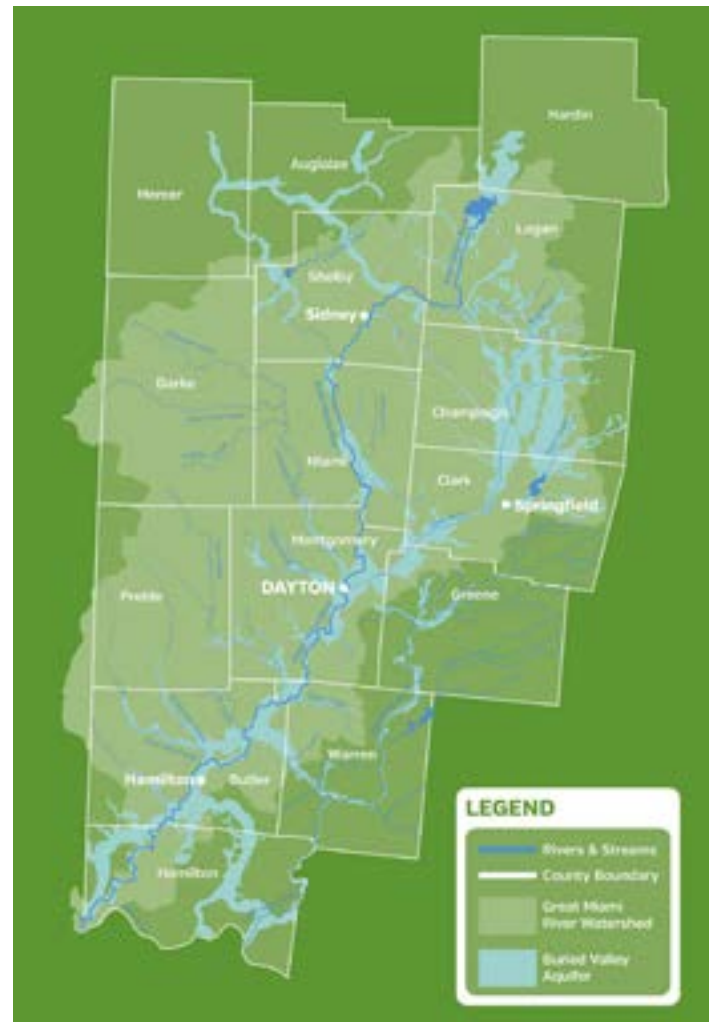 Hardin
Auglaize
Mercer
Logan
Shelby
Sidney
Darke
Champaign
Miami
Clark
Springfield
Montgomery
DAYTON
Preble
Greene
Warren
Hamilton
Butler
Hamilton
LEGEND
Rivers & Streams
County Boundary
Great Miami
River Watershed
Buried Valley
Aquifer